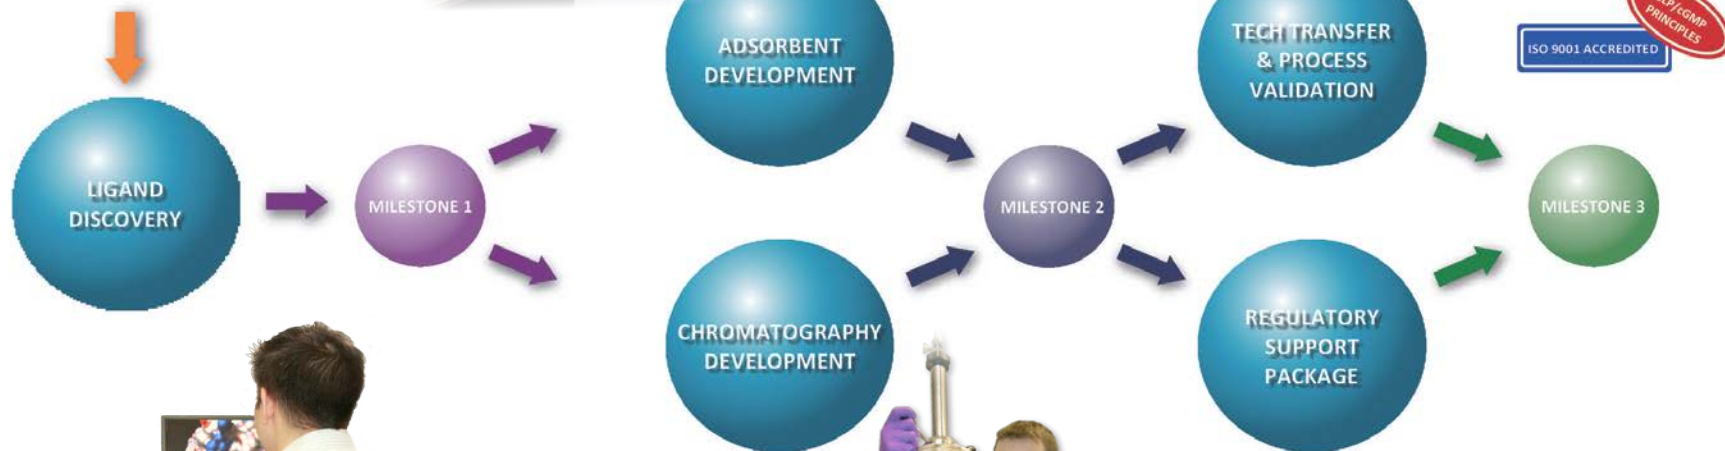 ADSORBENT
DEVELOPMENT
TECH TRANSFER
& PROCESS
VALIDATION
/cGMP
PRINCIPLES
ISO 9001 ACCREDITED
LIGAND
DISCOVERY
MILESTONE 1
MILESTONE 2
MILESTONE 3
CHROMATOGRAPHY
DEVELOPMENT
REGULATORY
SUPPORT
PACKAGE